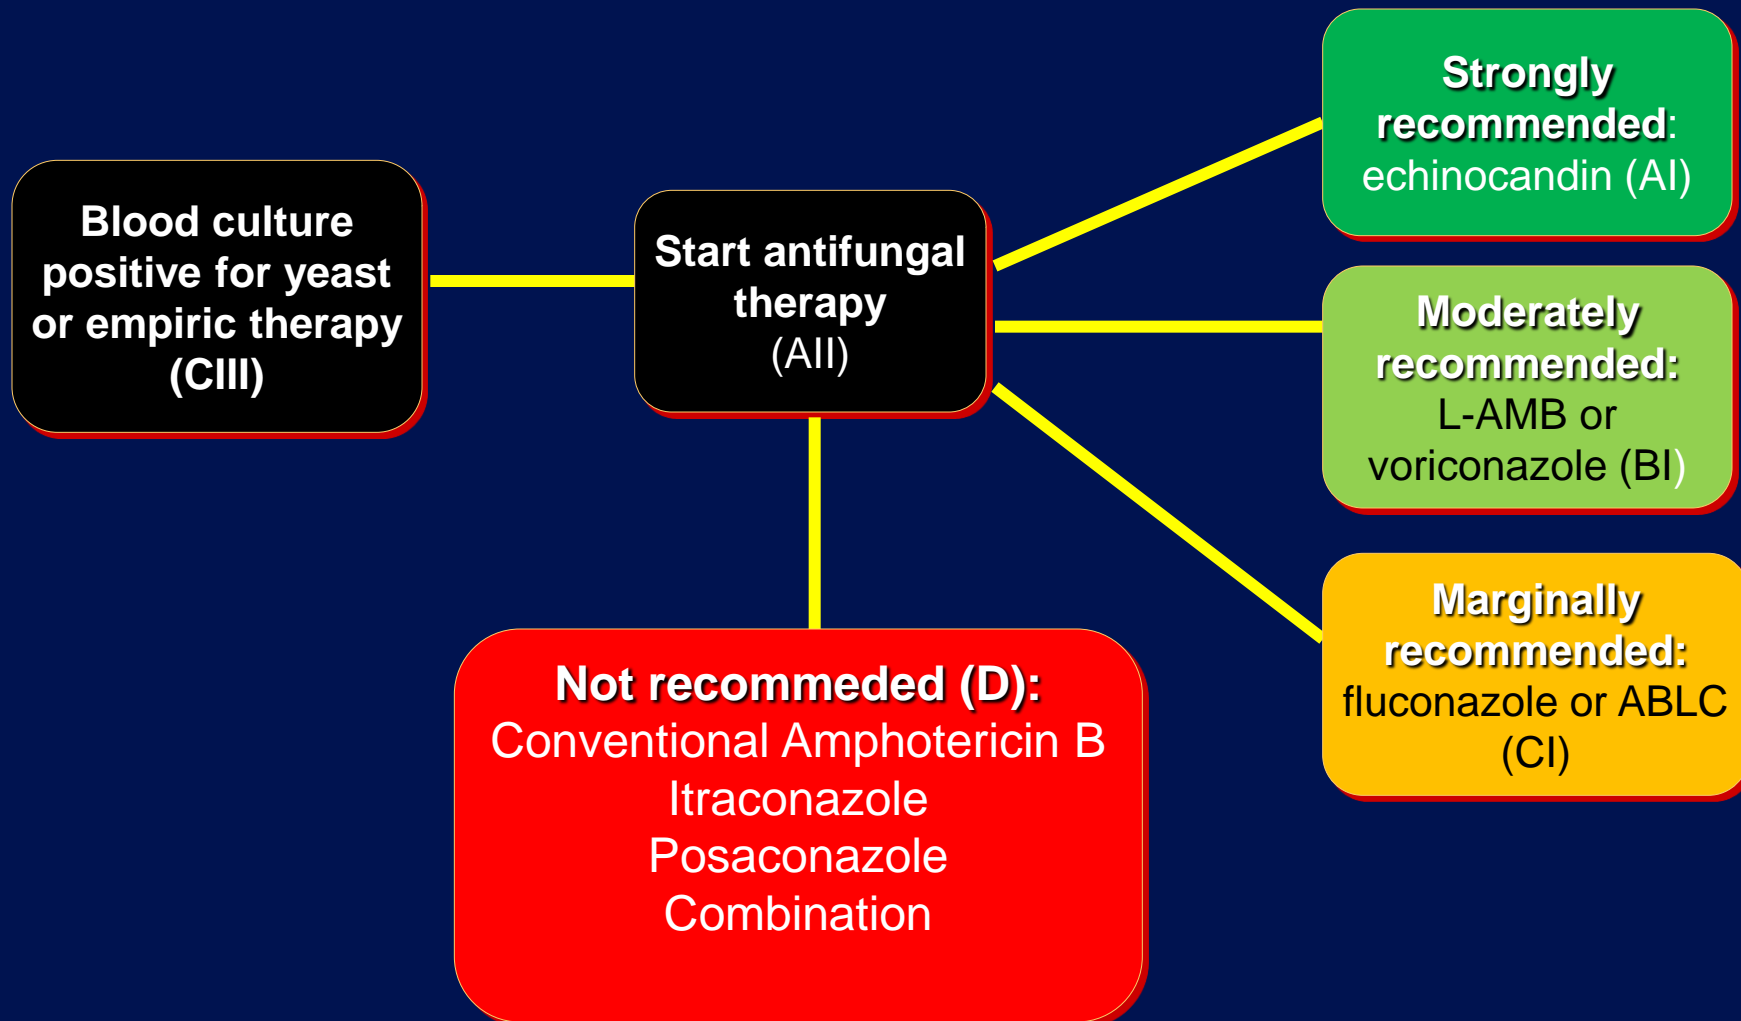 Blood culture
positive for yeast
or empiric therapy
(CIII)
Start antifungal
therapy
(AII)
Strongly
recommended:
echinocandin (AI)
Moderately
recommended:
L-AMB or
voriconazole (BI)
Marginally
recommended:
fluconazole or ABLC
(CI)
Not recommeded (D):
Conventional Amphotericin B
Itraconazole
Posaconazole
Combination